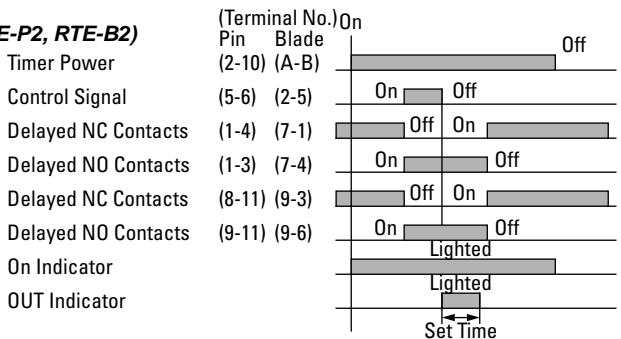 (Terminal No.) On
E-P2, RTE-B2) Pin Blade Off
Timer Power (2-10) (A-B)
Control Signal (5-6) (2-5) On Off
Delayed NC Contacts (1-4) (7-1) Off On
Delayed NO Contacts (1-3) (7-4) On Off
Delayed NC Contacts (8-11) (9-3) Off On
Delayed NO Contacts (9-11) (9-6) On Off
Lighted
On Indicator
Lighted
OUT Indicator
Set Time